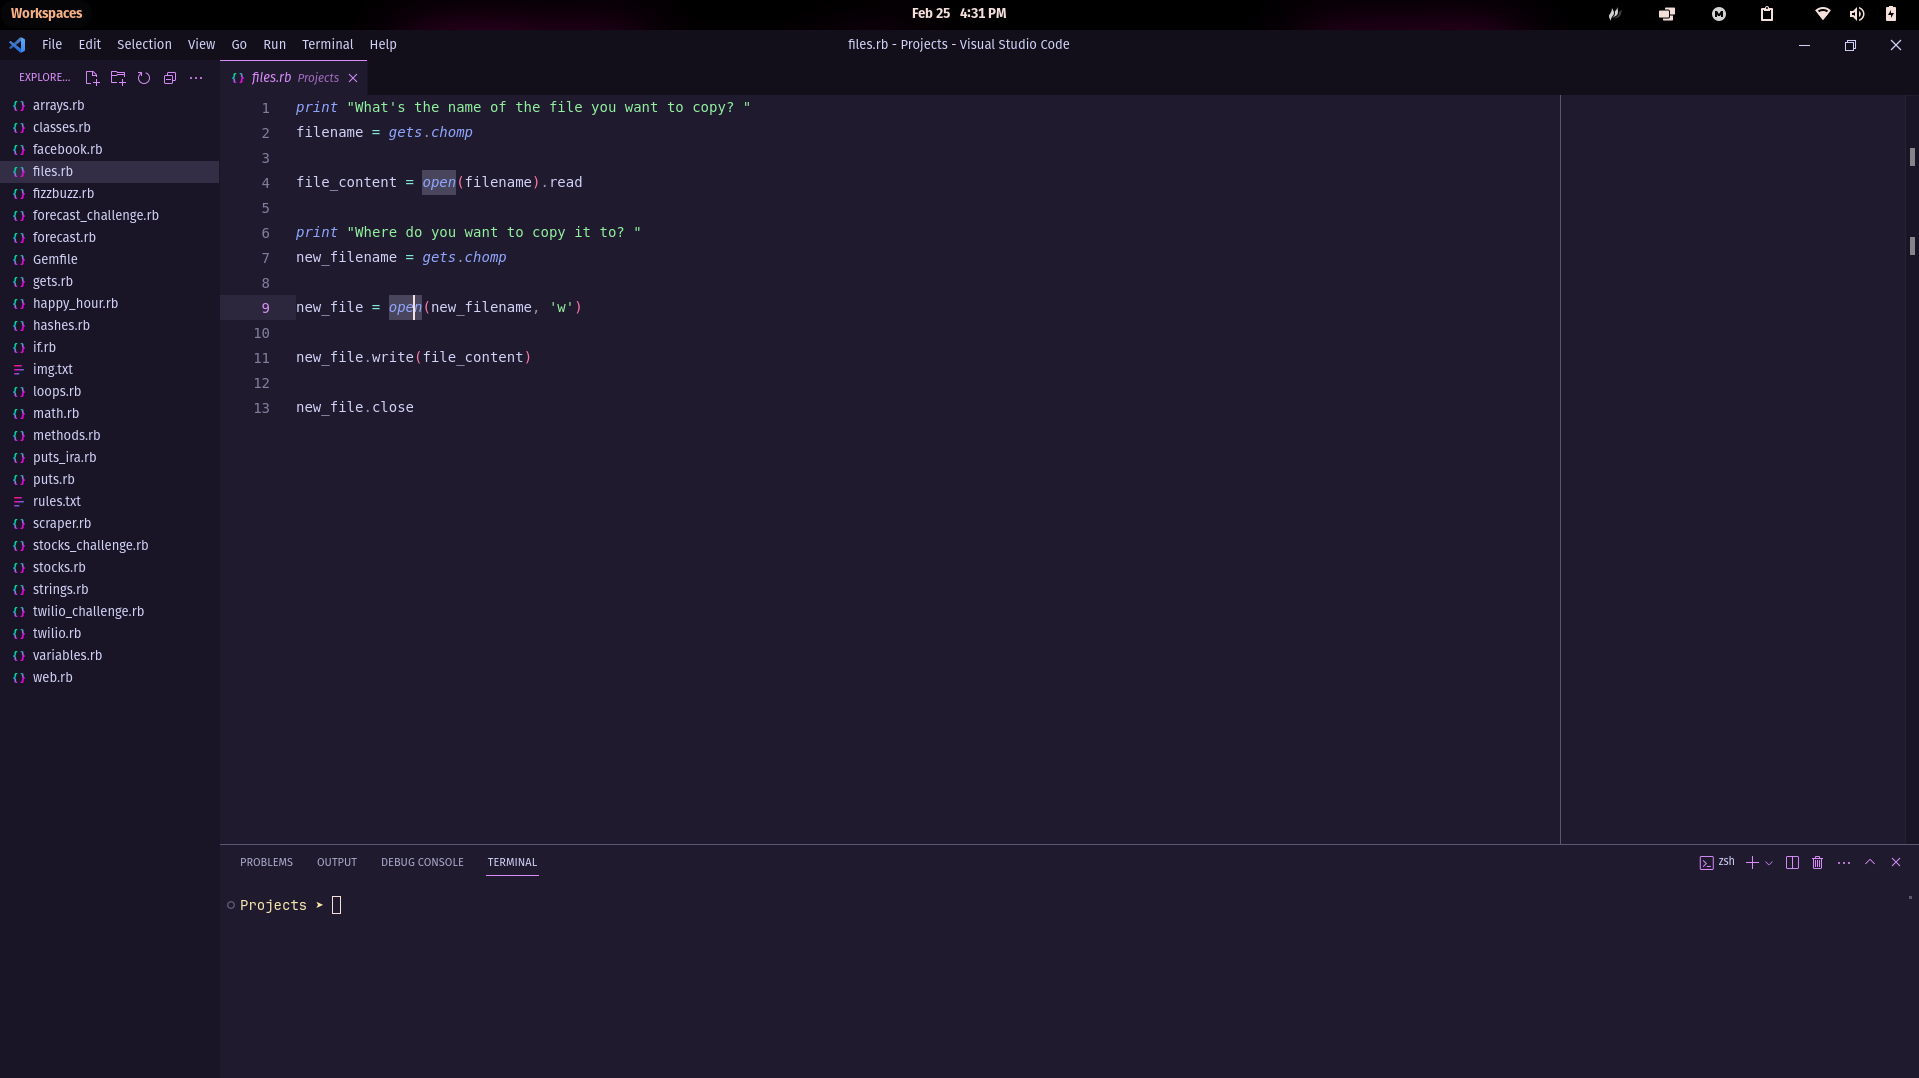 Workspaces
Feb 25 4:31 PM
File Edit Selection View Go Run Terminal Help
files.rb - Projects - Visual Studio Code
EXPLORE...
files.rb Projects
arrays.rb
classes.rb
facebook.rb
files.rb
fizzbuzz.rb
forecast_challenge.rb
forecast.rb
Gemfile
gets.rb
happy_hour.rb
hashes.rb
if.rb
img.txt
loops.rb
math.rb
methods.rb
puts_ira.rb
puts.rb
rules.txt
scraper.rb
stocks_challenge.rb
stocks.rb
strings.rb
twilio_challenge.rb
twilio.rb
variables.rb
web.rb
1 print "What's the name of the file you want to copy? "
2 filename = gets.chomp
3
4 file_content = open(filename).read
5
6 print "Where do you want to copy it to? "
7 new_filename = gets.chomp
8
9 new_file = open(new_filename, 'w')
10
11 new_file.write(file_content)
12
13 new_file.close
PROBLEMS OUTPUT DEBUG CONSOLE TERMINAL
zsh
Projects ➤